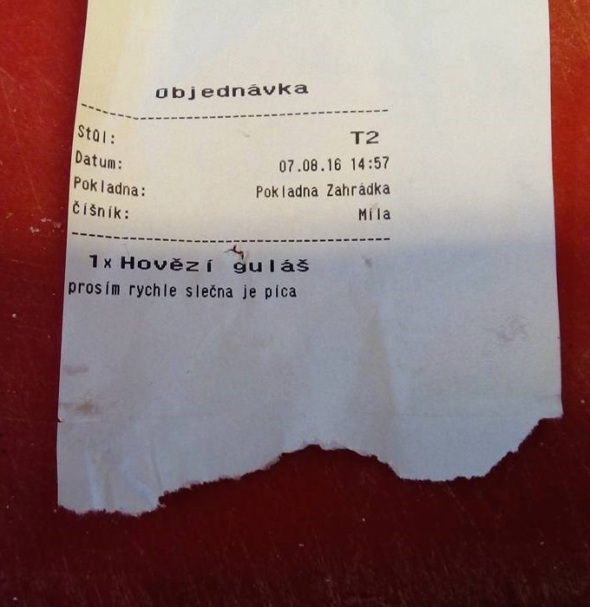 Objednávka
Stůl: T2
Datum: 07.08.16 14:57
Pokladna: Pokladna Zahrádka
Číšník: Míla
1x Hovězí guláš
prosím rychle slečna je pica